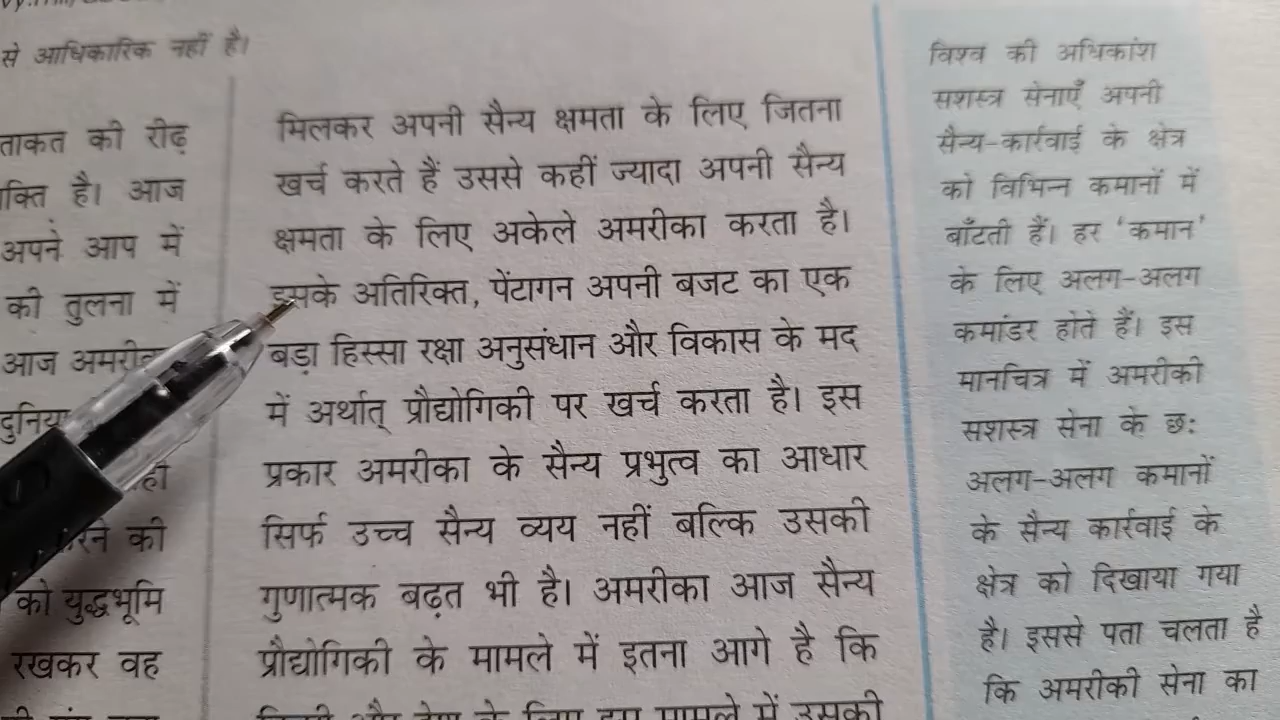 से आधिकारिक नहीं है।
ताकत की रीढ़
है। आज
अपने आप में
की तुलना में
आज
की
को युद्धभूमि
रखकर वह
मिलकर अपनी सैन्य क्षमता के लिए जितना
खर्च करते हैं उससे कहीं ज्यादा अपनी सैन्य
क्षमता के लिए अकेले अमरीका करता है।
इसके अतिरिक्त, पेंटागन अपनी बजट का एक
बड़ा हिस्सा रक्षा अनुसंधान और विकास के मद
में अर्थात् प्रौद्योगिकी पर खर्च करता है। इस
प्रकार अमरीका के सैन्य प्रभुत्व का आधार
सिर्फ उच्च सैन्य व्यय नहीं बल्कि उसकी
गुणात्मक बढ़त भी है। अमरीका आज सैन्य
प्रौद्योगिकी के मामले में इतना आगे है कि
मामले में उसकी
विश्व की अधिकांश
सशस्त्र सेनाएँ अपनी
सैन्य-कार्रवाई के क्षेत्र
को विभिन्न कमानों में
बाँटती हैं। हर 'कमान'
के लिए अलग-अलग
कमांडर होते हैं। इस
मानचित्र में अमरीकी
सशस्त्र सेना के छः
अलग-अलग कमानों
के सैन्य कार्रवाई के
क्षेत्र को दिखाया गया
है। इससे पता चलता है
कि अमरीकी सेना का